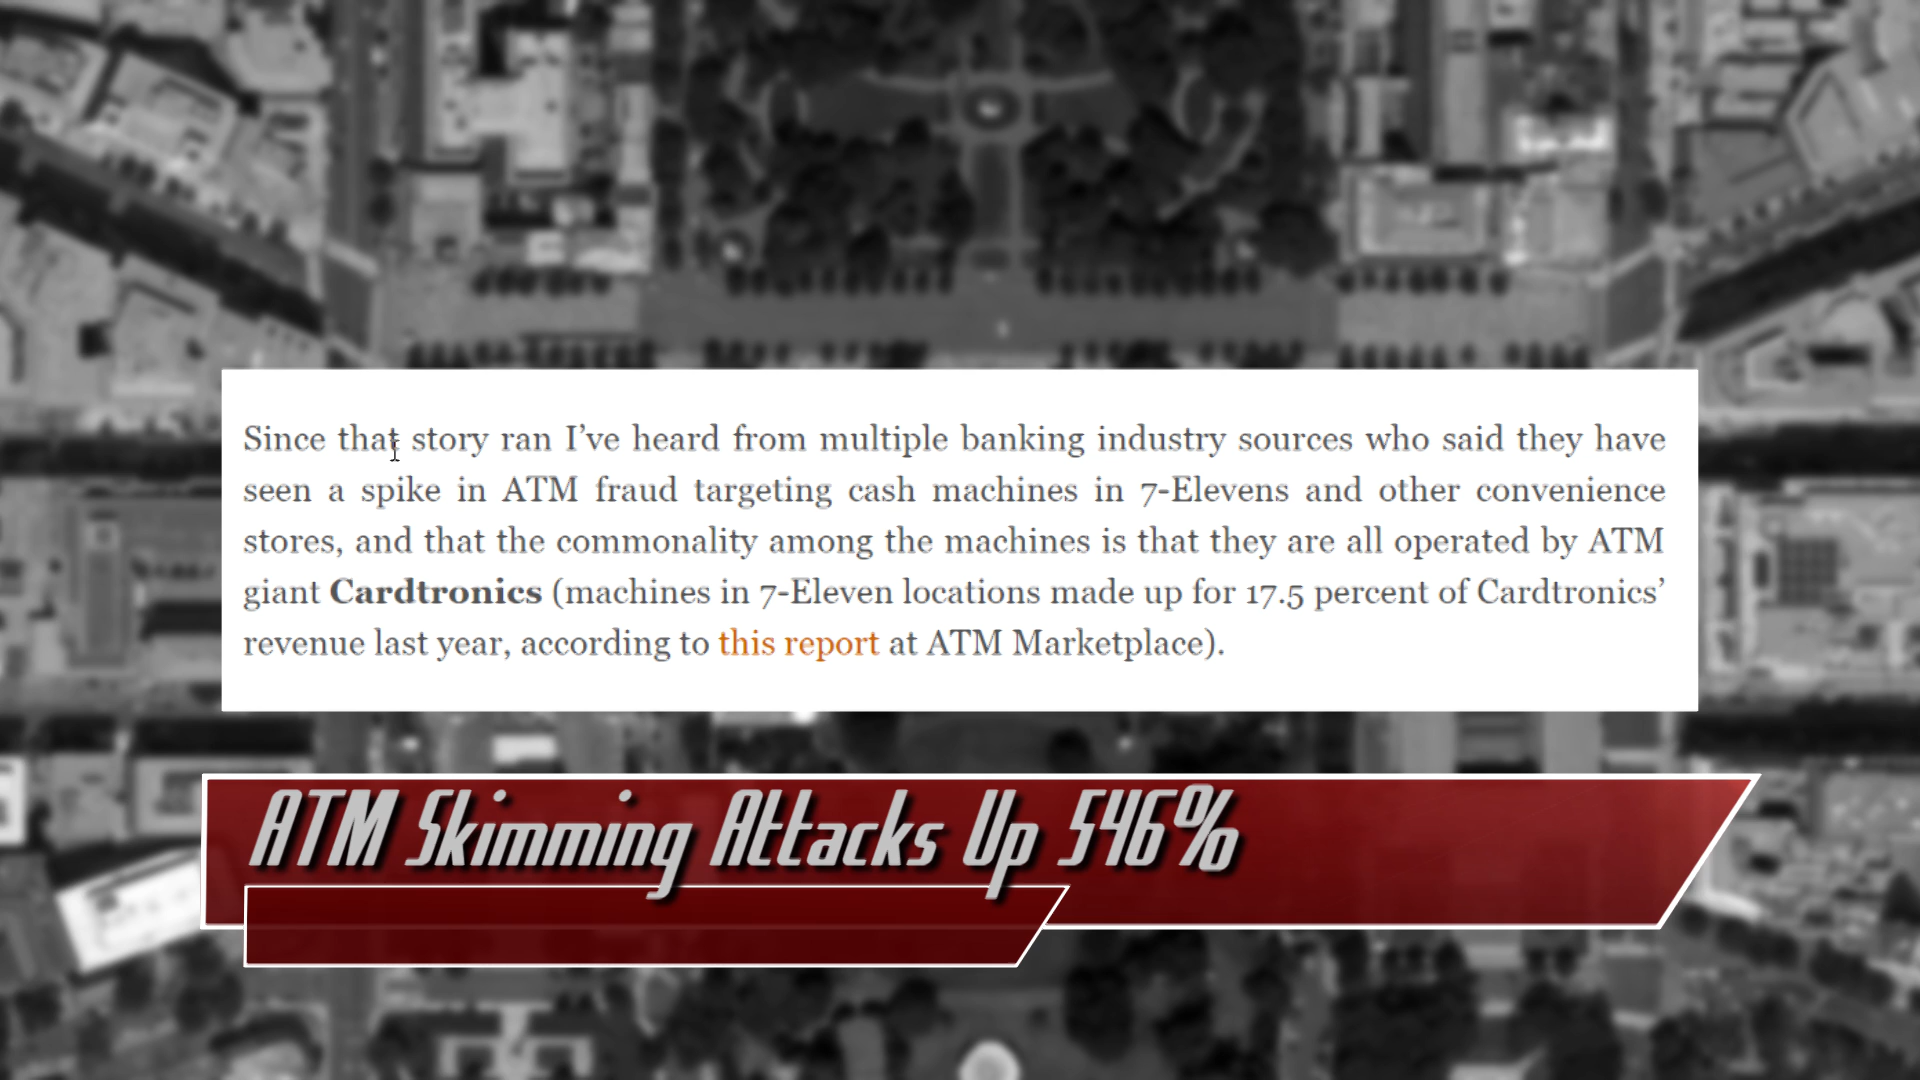 Since that story ran I’ve heard from multiple banking industry sources who said they have
seen a spike in ATM fraud targeting cash machines in 7-Elevens and other convenience
stores, and that the commonality among the machines is that they are all operated by ATM
giant Cardtronics (machines in 7-Eleven locations made up for 17.5 percent of Cardtronics’
revenue last year, according to this report at ATM Marketplace).
ATM Skimming Attacks Up 546%